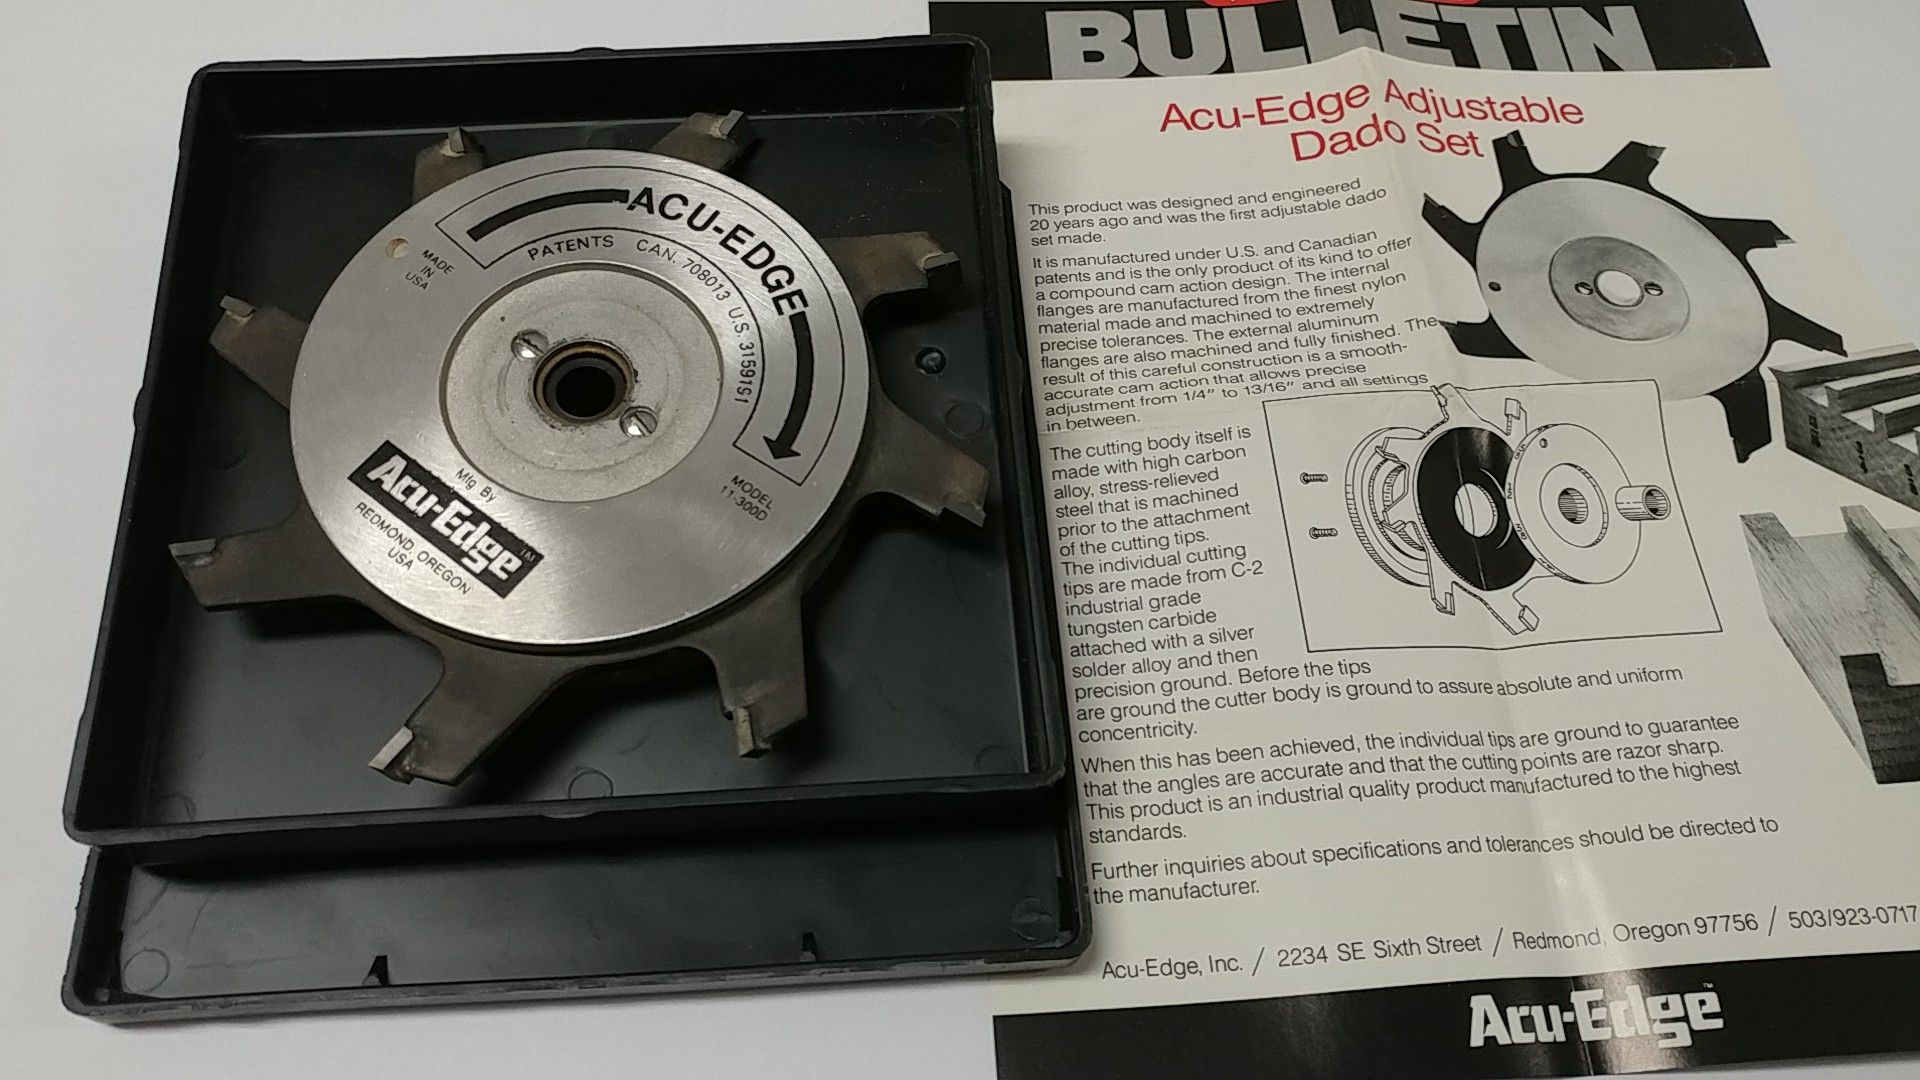 ACU-EDGE
PATENTS CAN. 708013 U.S. 3159191
MADE
IN
USA
MODEL
11-300D
Mfg By
Acu-Edge™
REDMOND, OREGON
USA
BULLETIN
Acu-Edge Adjustable
Dado Set
This product was designed and engineered
20 years ago and was the first adjustable dado
set made.
It is manufactured under U.S. and Canadian
patents and is the only product of its kind to offer
a compound cam action design. The internal
flanges are manufactured from the finest nylon
material made and machined to extremely
precise tolerances. The external aluminum
flanges are also machined and fully finished. The
result of this careful construction is a smooth-
accurate cam action that allows precise
adjustment from 1/4" to 13/16" and all settings
in between.
The cutting body itself is
made with high carbon
alloy, stress-relieved
steel that is machined
prior to the attachment
of the cutting tips.
The individual cutting
tips are made from C-2
industrial grade
tungsten carbide
attached with a silver
solder alloy and then
precision ground. Before the tips
are ground the cutter body is ground to assure absolute and uniform
concentricity.
When this has been achieved, the individual tips are ground to guarantee
that the angles are accurate and that the cutting points are razor sharp.
This product is an industrial quality product manufactured to the highest
standards.
Further inquiries about specifications and tolerances should be directed to
the manufacturer.
Acu-Edge, Inc. / 2234 SE Sixth Street / Redmond, Oregon 97756 / 503/923-0717
Acu-Edge™